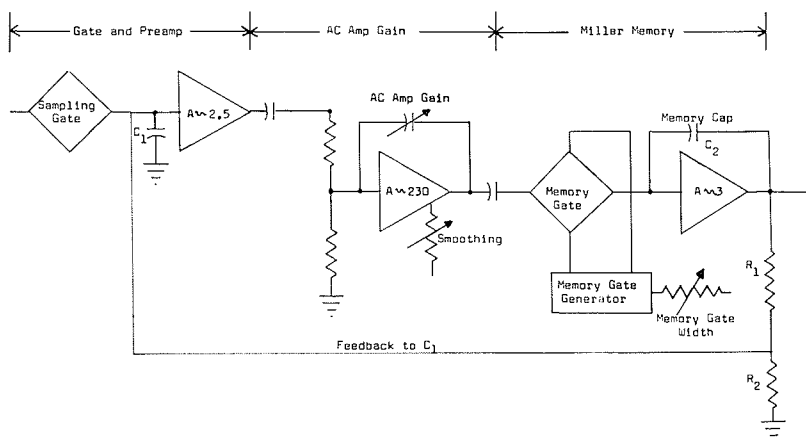 Gate and Preamp
AC Amp Gain
Miller Memory
Sampling
Gate
C1
A≈2.5
AC Amp Gain
A≈230
Smoothing
Memory
Gate
Memory Cap
C2
A≈3
Memory Gate
Generator
Memory Gate
Width
R1
Feedback to C1
R2